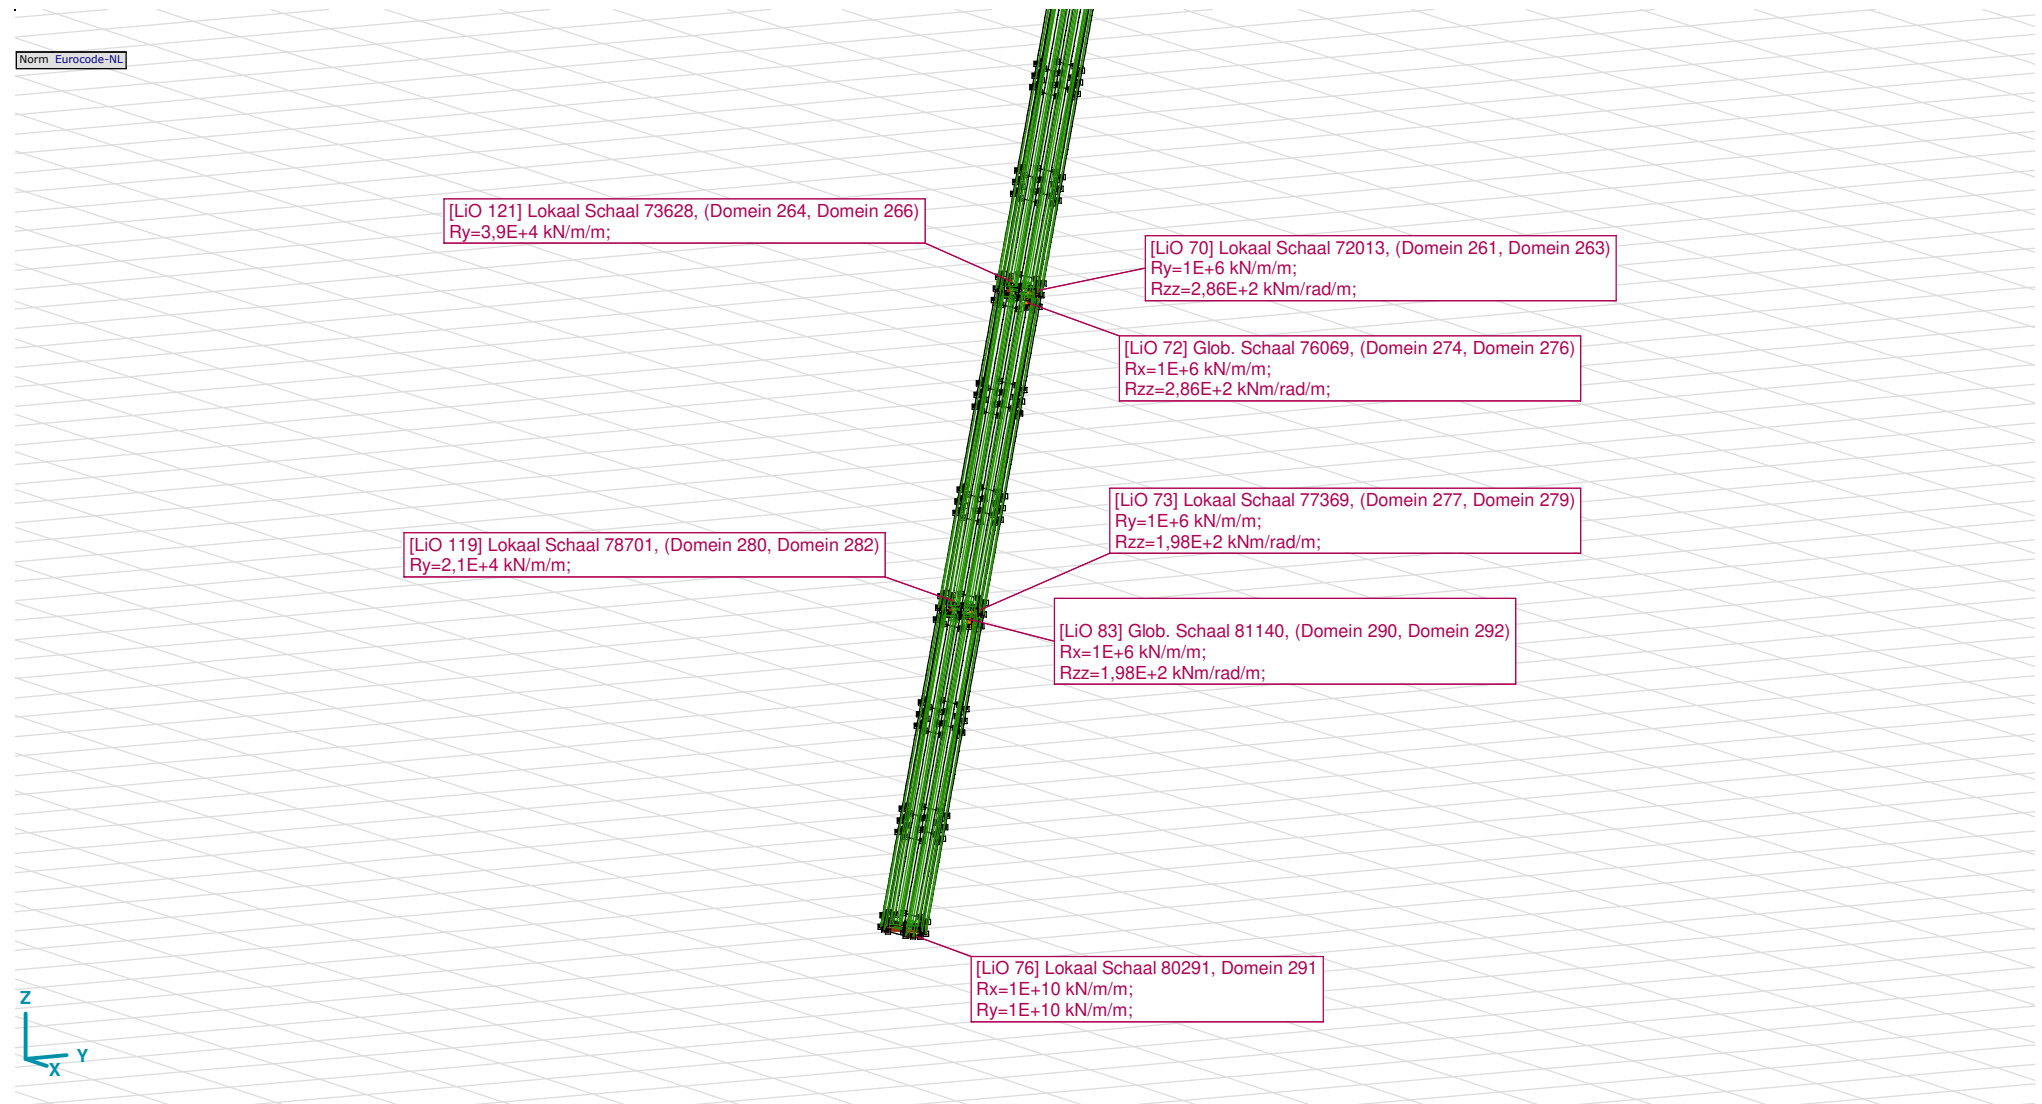 Norm Eurocode-NL
[LiO 121] Lokaal Schaal 73628, (Domein 264, Domein 266)
Ry=3,9E+4 kN/m/m;
[LiO 70] Lokaal Schaal 72013, (Domein 261, Domein 263)
Ry=1E+6 kN/m/m;
Rzz=2,86E+2 kNm/rad/m;
[LiO 72] Glob. Schaal 76069, (Domein 274, Domein 276)
Rx=1E+6 kN/m/m;
Rzz=2,86E+2 kNm/rad/m;
[LiO 73] Lokaal Schaal 77369, (Domein 277, Domein 279)
Ry=1E+6 kN/m/m;
Rzz=1,98E+2 kNm/rad/m;
[LiO 119] Lokaal Schaal 78701, (Domein 280, Domein 282)
Ry=2,1E+4 kN/m/m;
[LiO 83] Glob. Schaal 81140, (Domein 290, Domein 292)
Rx=1E+6 kN/m/m;
Rzz=1,98E+2 kNm/rad/m;
[LiO 76] Lokaal Schaal 80291, Domein 291
Rx=1E+10 kN/m/m;
Ry=1E+10 kN/m/m;
Z
Y
X